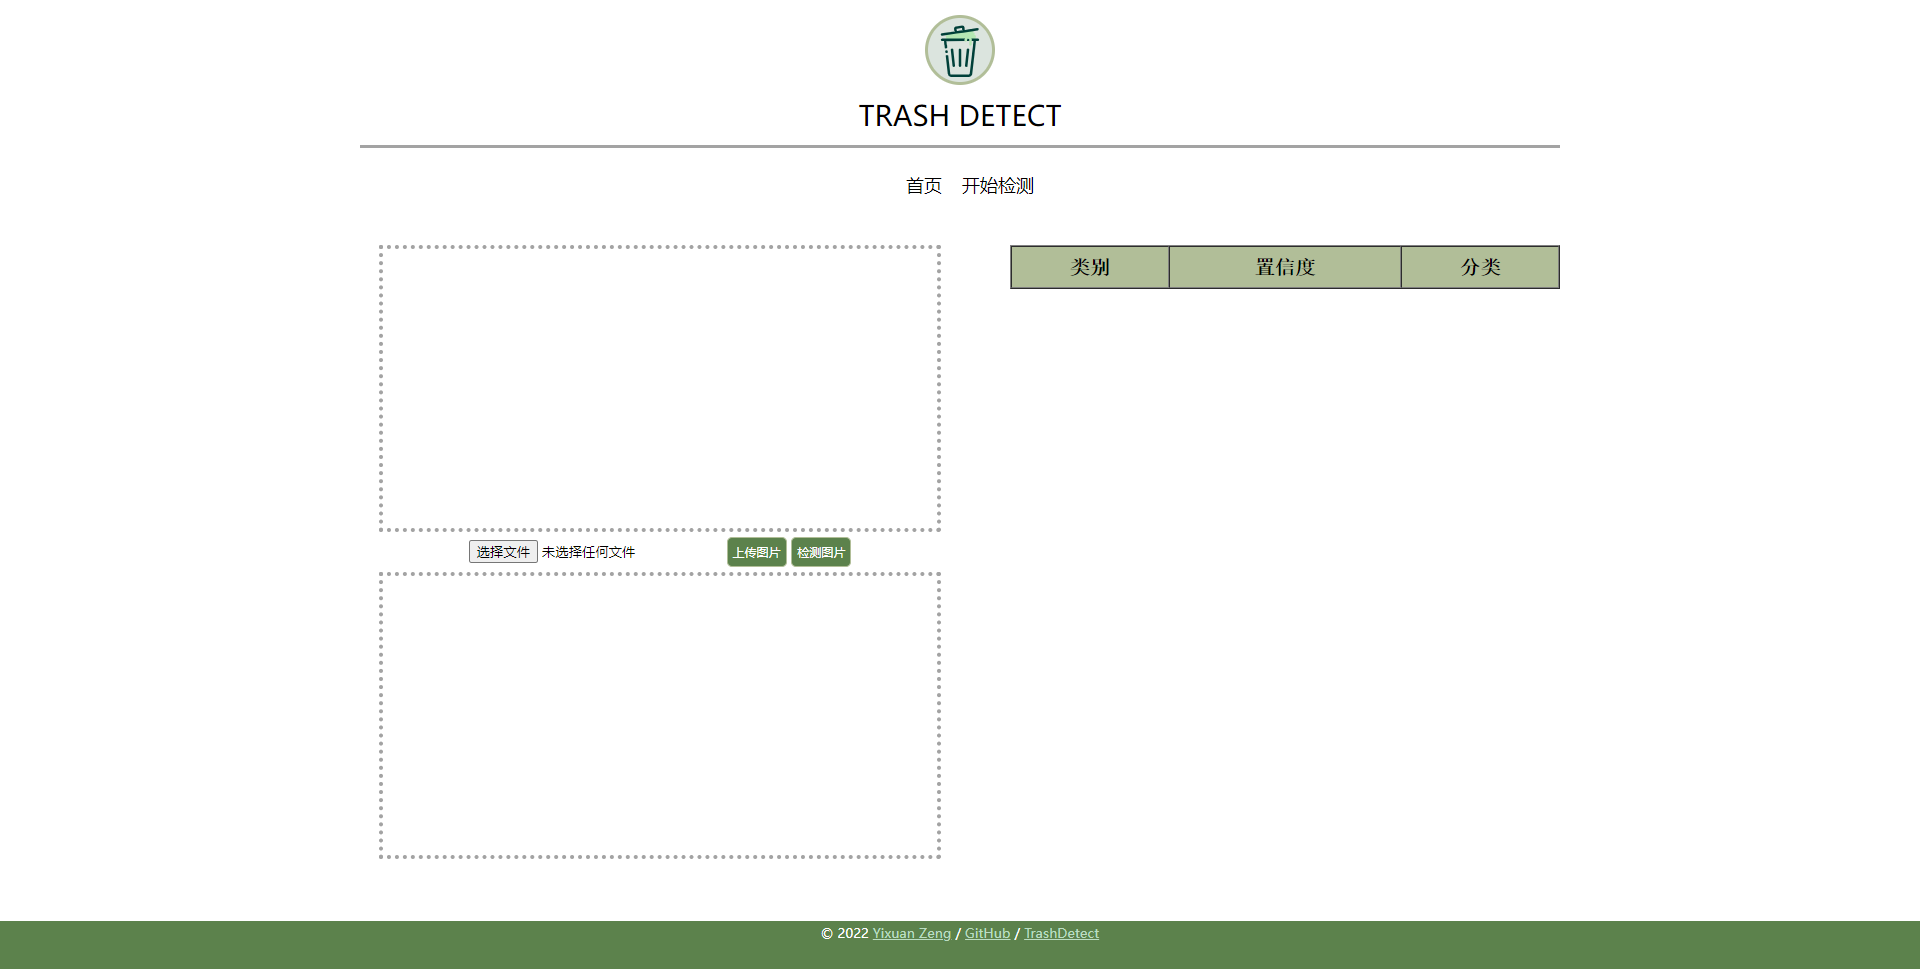 TRASH DETECT
首页 开始检测
类别 置信度 分类
选择文件 未选择任何文件 上传图片 检测图片
© 2022 Yixuan Zeng / GitHub / TrashDetect